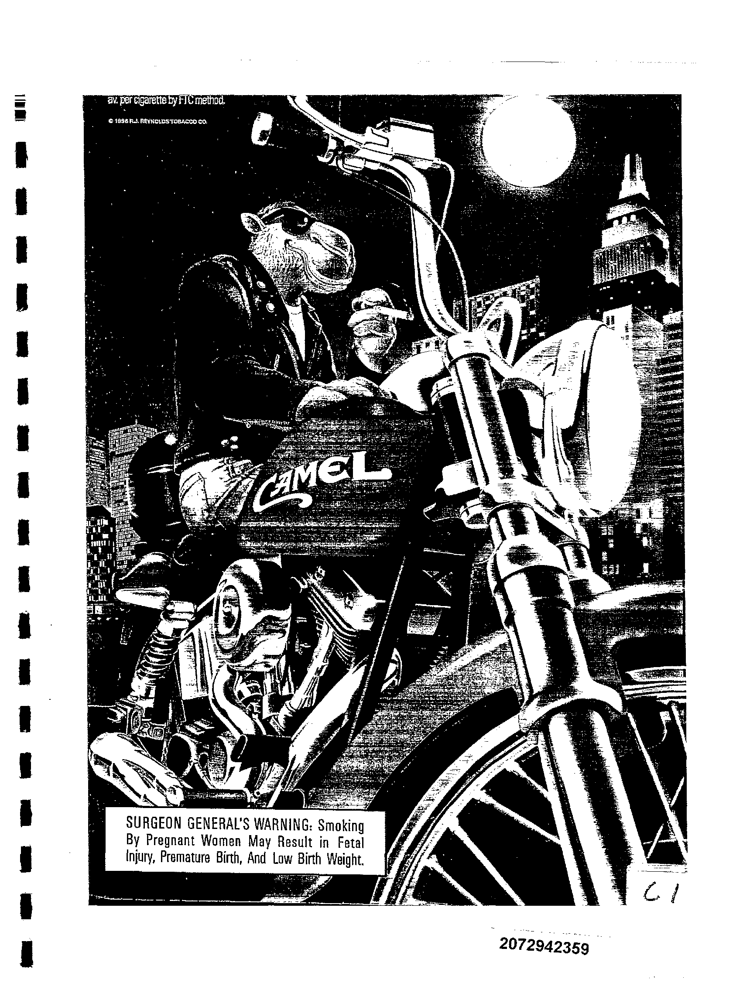 av. per cigarette by FTC method.
© 1996 R.J. REYNOLDS TOBACCO CO.
CAMEL
SURGEON GENERAL'S WARNING: Smoking
By Pregnant Women May Result in Fetal
Injury, Premature Birth, And Low Birth Weight.
C1
2072942359